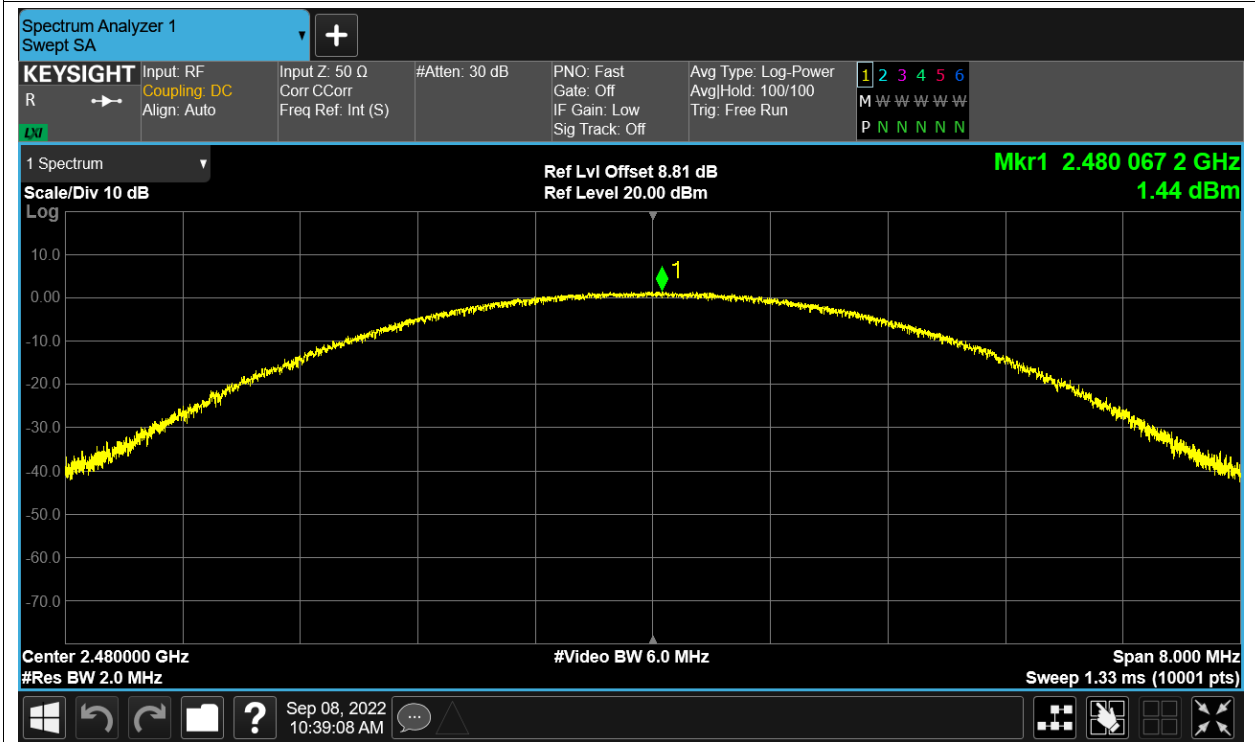 Spectrum Analyzer 1
Swept SA
KEYSIGHT
R
LXI
Input: RF
Coupling: DC
Align: Auto
Input Z: 50 Ω
Corr CCorr
Freq Ref: Int (S)
#Atten: 30 dB
PNO: Fast
Gate: Off
IF Gain: Low
Sig Track: Off
Avg Type: Log-Power
Avg|Hold: 100/100
Trig: Free Run
1 2 3 4 5 6
M W W W W W
P N N N N N
1 Spectrum
Scale/Div 10 dB
Log
Ref Lvl Offset 8.81 dB
Ref Level 20.00 dBm
Mkr1 2.480 067 2 GHz
1.44 dBm
1
10.0
0.00
-10.0
-20.0
-30.0
-40.0
-50.0
-60.0
-70.0
Center 2.480000 GHz
#Res BW 2.0 MHz
#Video BW 6.0 MHz
Span 8.000 MHz
Sweep 1.33 ms (10001 pts)
?
Sep 08, 2022
10:39:08 AM